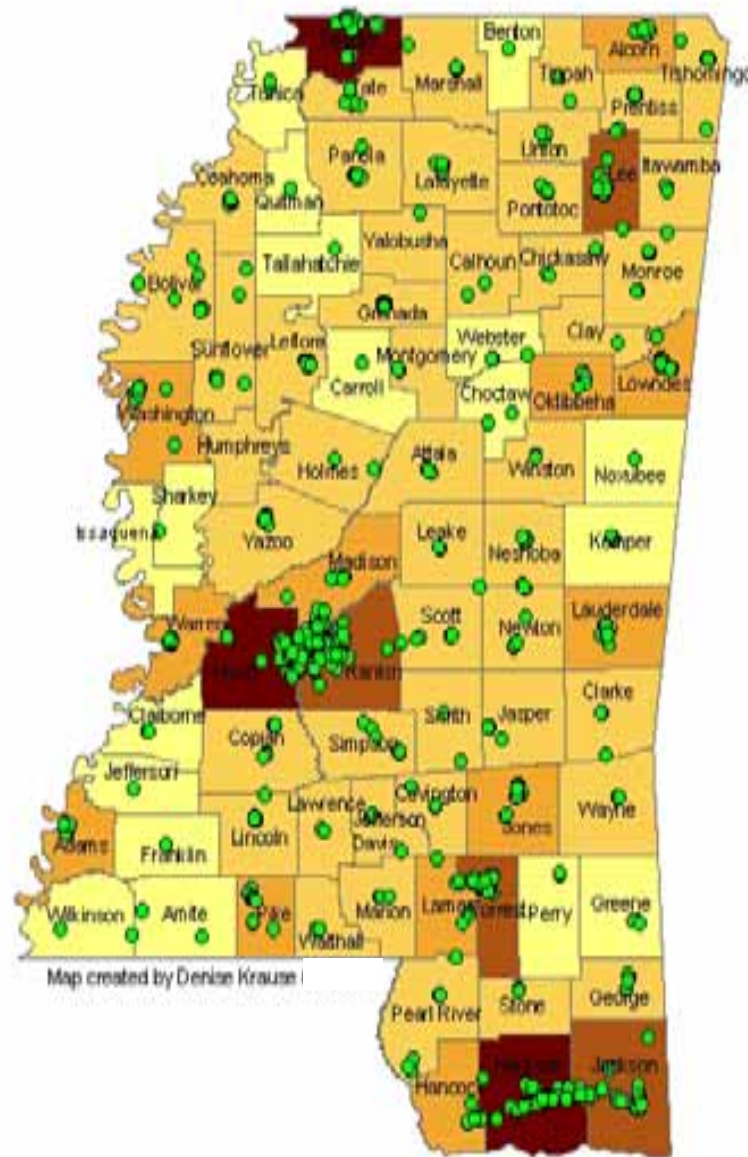 Benton
Alcorn
Tippah
Tishomingo
Marshall
Tate
Tunica
Prentiss
Union
Panola
Lafayette
Lee
Itawamba
Coahoma
Quitman
Pontotoc
Yalobusha
Tallahatchie
Calhoun
Chickasaw
Monroe
Bolivar
Grenada
Clay
Webster
Leflore
Sunflower
Montgomery
Carroll
Choctaw
Oktibbeha
Lowndes
Washington
Humphreys
Holmes
Attala
Winston
Noxubee
Sharkey
Issaquena
Yazoo
Leake
Neshoba
Kemper
Madison
Warren
Scott
Newton
Lauderdale
Rankin
Clarke
Claiborne
Copiah
Simpson
Smith
Jasper
Jefferson
Lawrence
Jefferson
Davis
Covington
Jones
Wayne
Adams
Franklin
Lincoln
Wilkinson
Amite
Pike
Walthall
Marion
Lamar
Forrest
Perry
Greene
Map created by Denise Krause
Pearl River
Stone
George
Hancock
Jackson